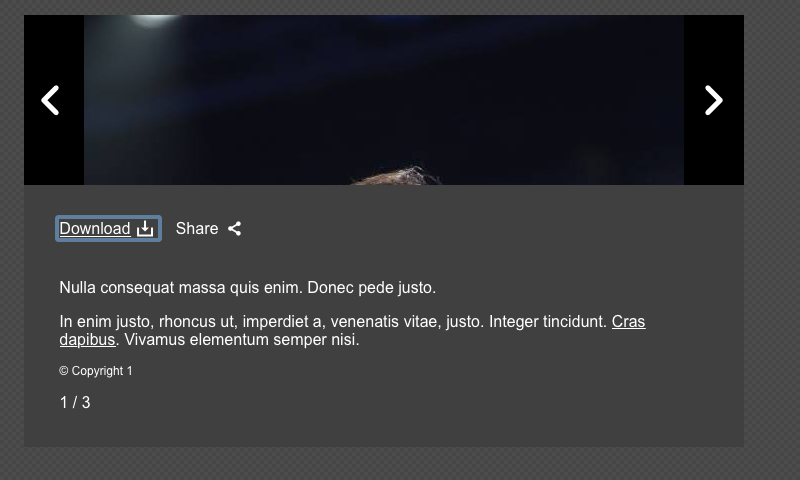 Download Share
Nulla consequat massa quis enim. Donec pede justo.
In enim justo, rhoncus ut, imperdiet a, venenatis vitae, justo. Integer tincidunt. Cras
dapibus. Vivamus elementum semper nisi.
© Copyright 1
1 / 3